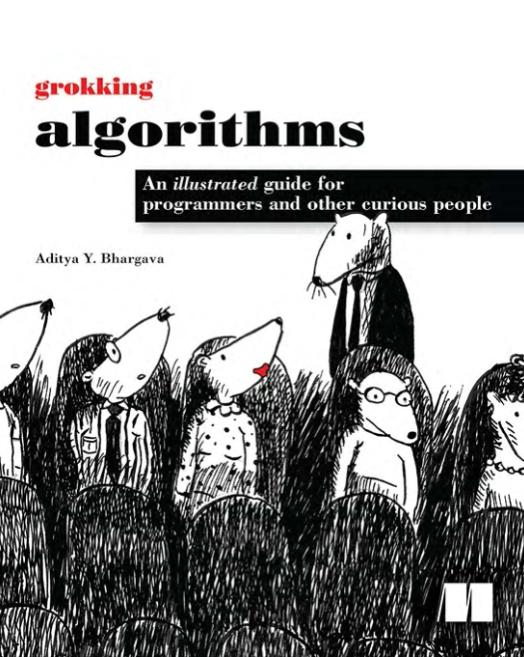 grokking
algorithms
An illustrated guide for
programmers and other curious people
Aditya Y. Bhargava